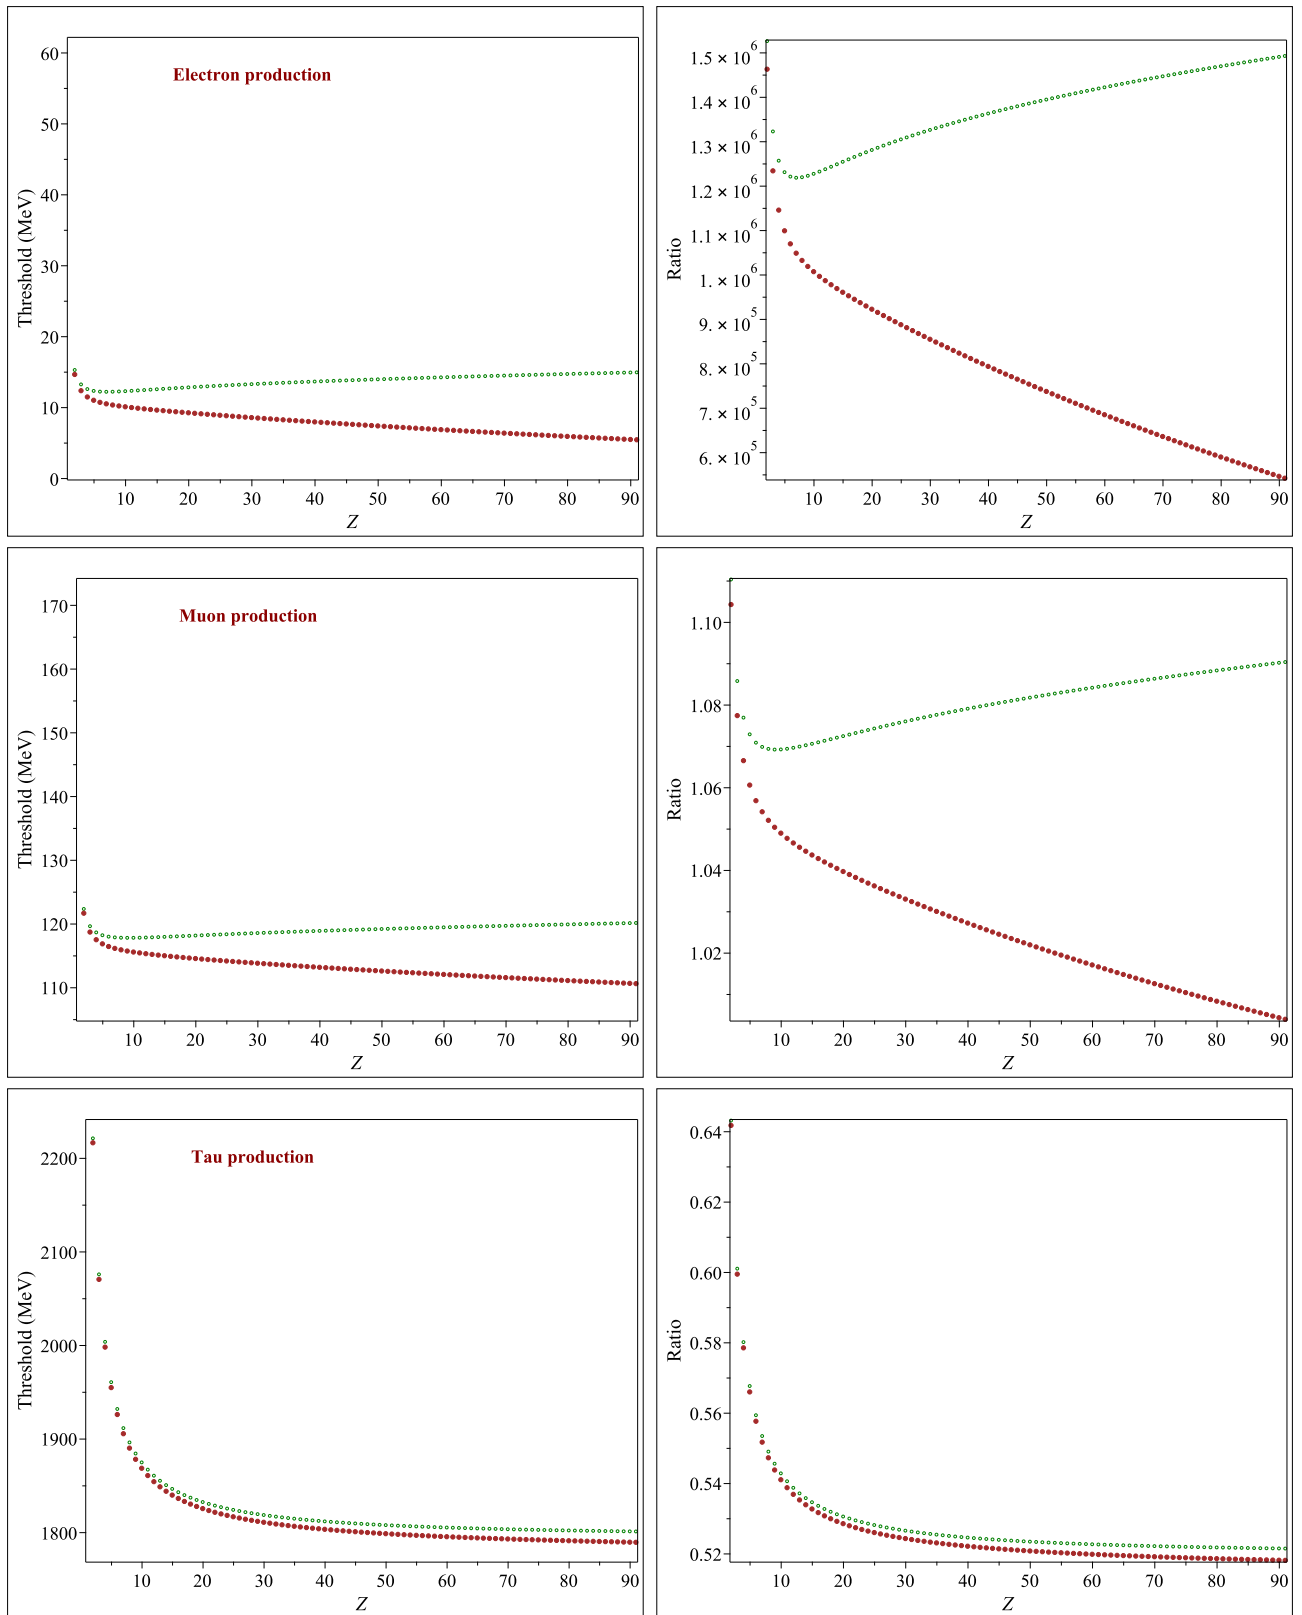 Electron production
Threshold (MeV)
60
50
40
30
20
10
0
10 20 30 40 50 60 70 80 90
Z
Ratio
1.5 × 10^6
1.4 × 10^6
1.3 × 10^6
1.2 × 10^6
1.1 × 10^6
1. × 10^6
9. × 10^5
8. × 10^5
7. × 10^5
6. × 10^5
10 20 30 40 50 60 70 80 90
Z
Muon production
Threshold (MeV)
170
160
150
140
130
120
110
10 20 30 40 50 60 70 80 90
Z
Ratio
1.10
1.08
1.06
1.04
1.02
10 20 30 40 50 60 70 80 90
Z
Tau production
Threshold (MeV)
2200
2100
2000
1900
1800
10 20 30 40 50 60 70 80 90
Z
Ratio
0.64
0.62
0.60
0.58
0.56
0.54
0.52
10 20 30 40 50 60 70 80 90
Z